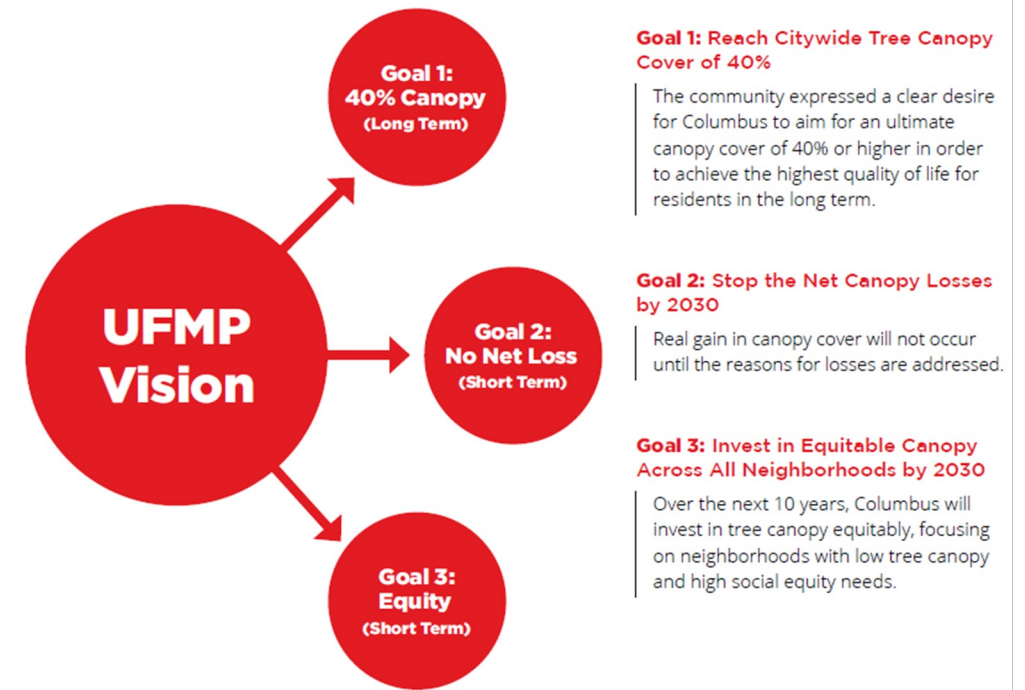 Goal 1:
40% Canopy
(Long Term)
UFMP
Vision
Goal 2:
No Net Loss
(Short Term)
Goal 3:
Equity
(Short Term)
Goal 1: Reach Citywide Tree Canopy
Cover of 40%
The community expressed a clear desire
for Columbus to aim for an ultimate
canopy cover of 40% or higher in order
to achieve the highest quality of life for
residents in the long term.
Goal 2: Stop the Net Canopy Losses
by 2030
Real gain in canopy cover will not occur
until the reasons for losses are addressed.
Goal 3: Invest in Equitable Canopy
Across All Neighborhoods by 2030
Over the next 10 years, Columbus will
invest in tree canopy equitably, focusing
on neighborhoods with low tree canopy
and high social equity needs.